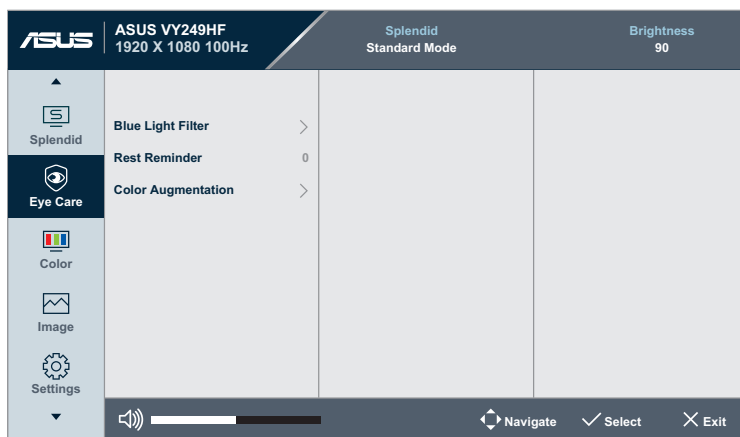 ASUS
ASUS VY249HF
1920 X 1080 100Hz
Splendid
Standard Mode
Brightness
90
Splendid
Eye Care
Color
Image
Settings
Blue Light Filter
Rest Reminder 0
Color Augmentation
Navigate
Select
Exit